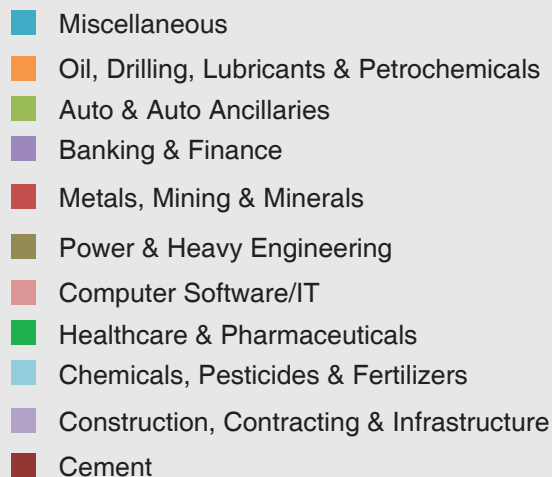 Miscellaneous
Oil, Drilling, Lubricants & Petrochemicals
Auto & Auto Ancillaries
Banking & Finance
Metals, Mining & Minerals
Power & Heavy Engineering
Computer Software/IT
Healthcare & Pharmaceuticals
Chemicals, Pesticides & Fertilizers
Construction, Contracting & Infrastructure
Cement